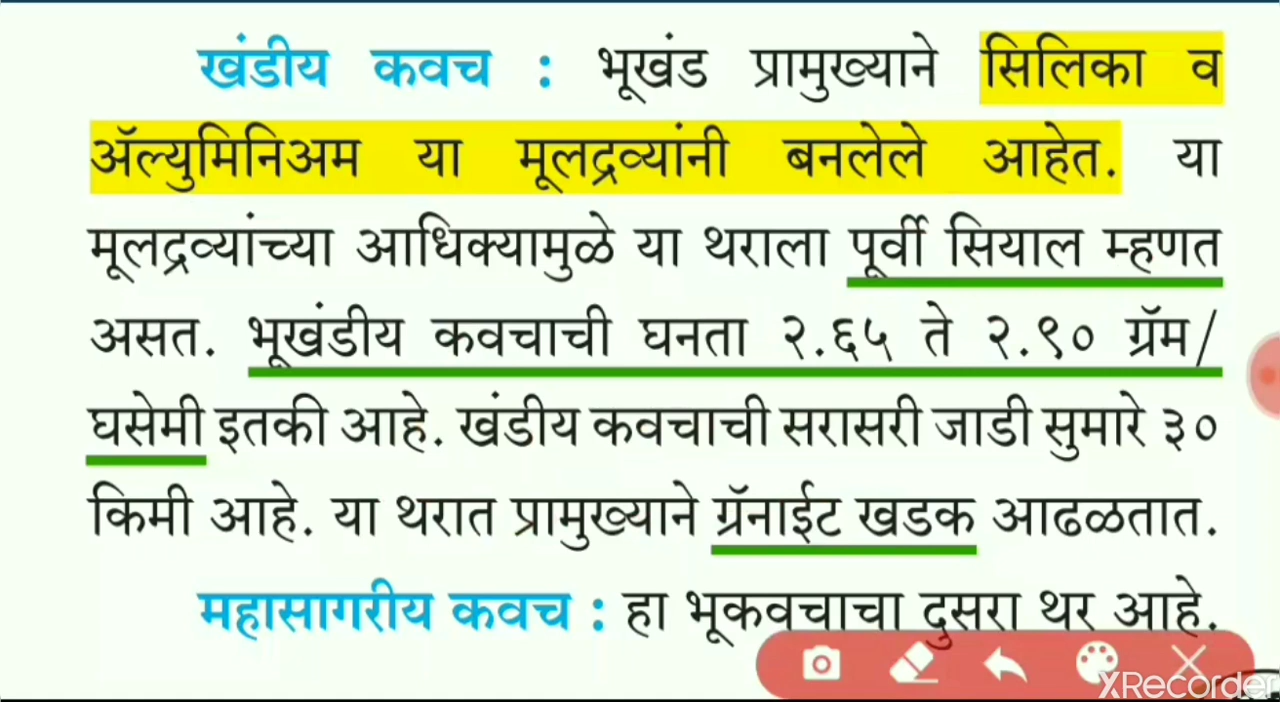 खंडीय कवच : भूखंड प्रामुख्याने सिलिका व
ॲल्युमिनिअम या मूलद्रव्यांनी बनलेले आहेत. या
मूलद्रव्यांच्या आधिक्यामुळे या थराला पूर्वी सियाल म्हणत
असत. भूखंडीय कवचाची घनता २.६५ ते २.९० ग्रॅम/
घसेमी इतकी आहे. खंडीय कवचाची सरासरी जाडी सुमारे ३०
किमी आहे. या थरात प्रामुख्याने ग्रॅनाईट खडक आढळतात.
महासागरीय कवच : हा भूकवचाचा दुसरा थर आहे.
XRecorder